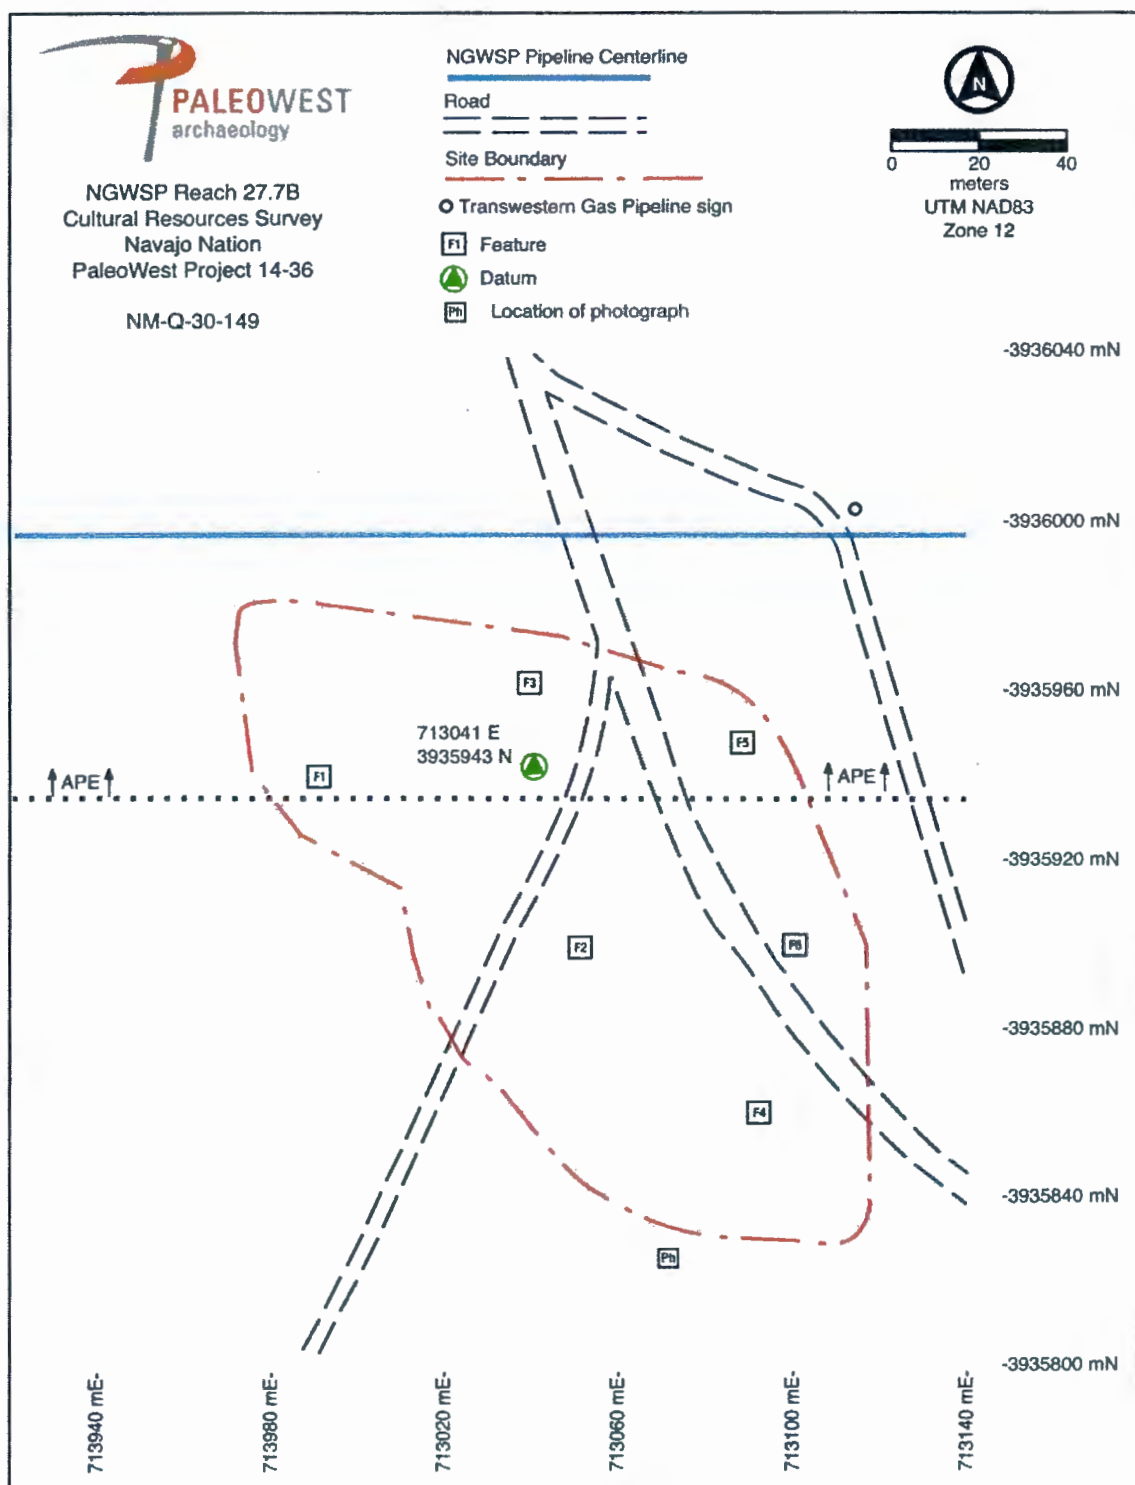 PALEOWEST
archaeology
NGWSP Reach 27.7B
Cultural Resources Survey
Navajo Nation
PaleoWest Project 14-36
NM-Q-30-149
NGWSP Pipeline Centerline
Road
Site Boundary
Transwestern Gas Pipeline sign
F1 Feature
Datum
Ph Location of photograph
N
0 20 40
meters
UTM NAD83
Zone 12
-3936040 mN
-3936000 mN
-3935960 mN
F3
713041 E
3935943 N
F5
F1
APE
APE
-3935920 mN
F2
F6
-3935880 mN
F4
-3935840 mN
Ph
-3935800 mN
713940 mE-
713980 mE-
713020 mE-
713060 mE-
713100 mE-
713140 mE-